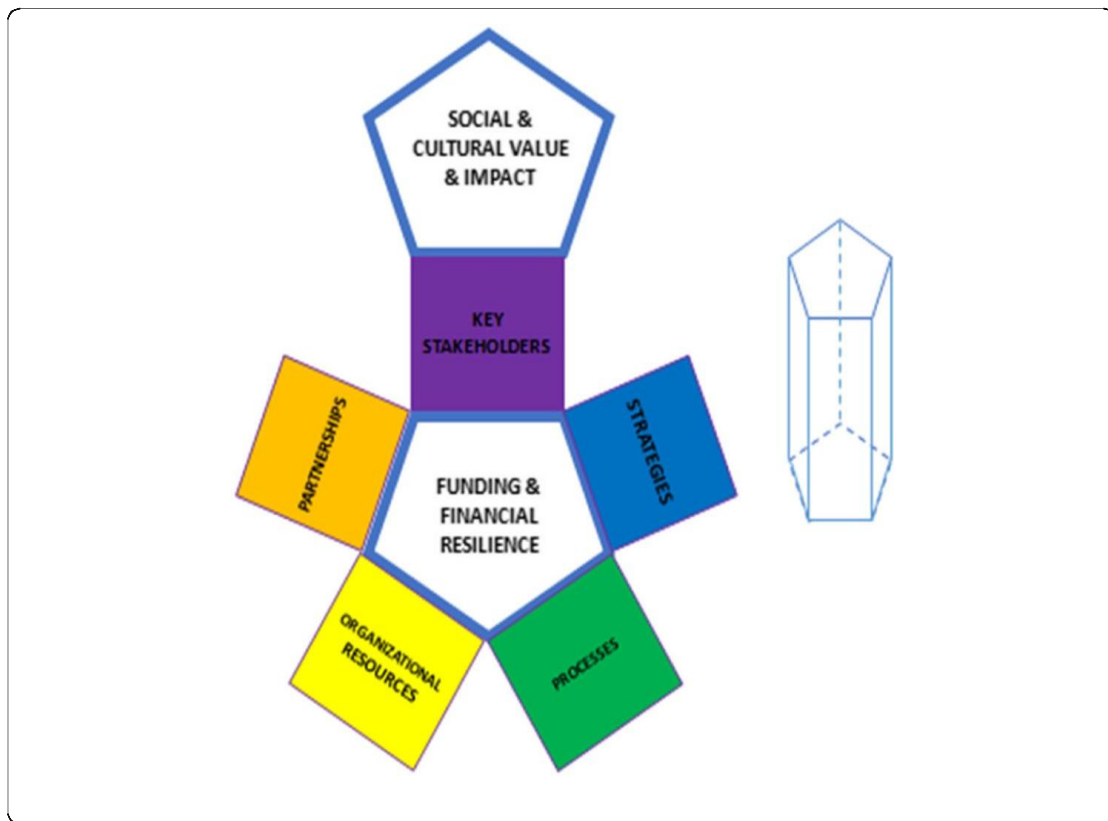 SOCIAL &
CULTURAL VALUE
& IMPACT
KEY
STAKEHOLDERS
PARTNERSHIPS
STRATEGIES
FUNDING &
FINANCIAL
RESILIENCE
ORGANIZATIONAL
RESOURCES
PROCESSES